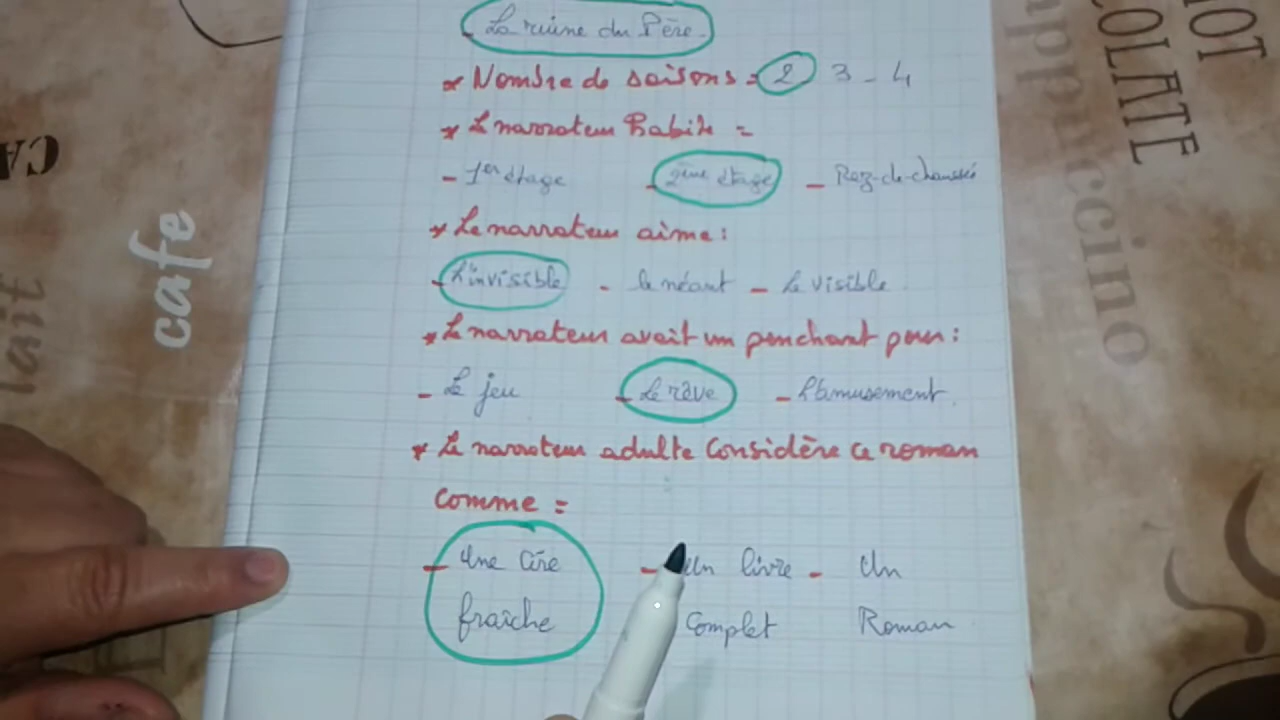 - La ruine du Père.
* Nombre de saisons = 2 3 - 4
* Le narrateur habite =
- 1er étage - 2ème étage - Rez-de-chaussée
* Le narrateur aime :
- L'invisible - le néant - Le visible
* Le narrateur avait un penchant pour :
- Le jeu - Le rêve - L'amusement
* Le narrateur adulte Considère ce roman
Comme =
- Une Cire - Un livre - Un
fraîche Complet Roman
CA
lait
cafe
cappuccino
COLATE
HOT